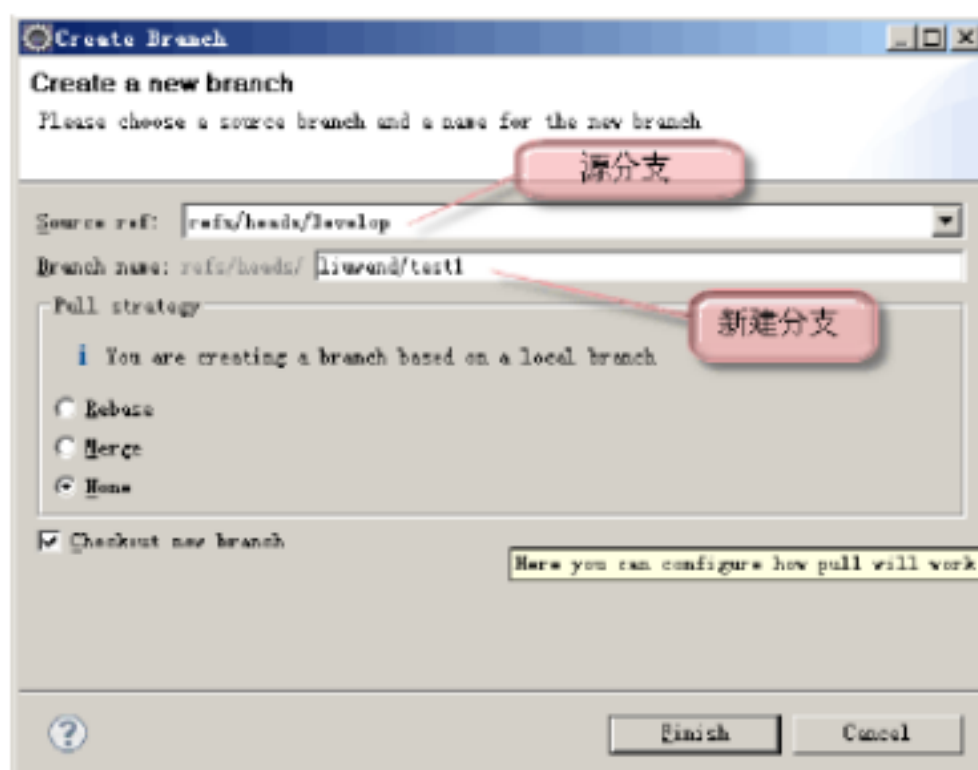 Create Branch
Create a new branch
Please choose a source branch and a name for the new branch
源分支
Source ref: refs/heads/develop
Branch name: refs/heads/ liuwend/test1
新建分支
Pull strategy
You are creating a branch based on a local branch
Rebase
Merge
None
Checkout new branch
Here you can configure how pull will work
Finish Cancel